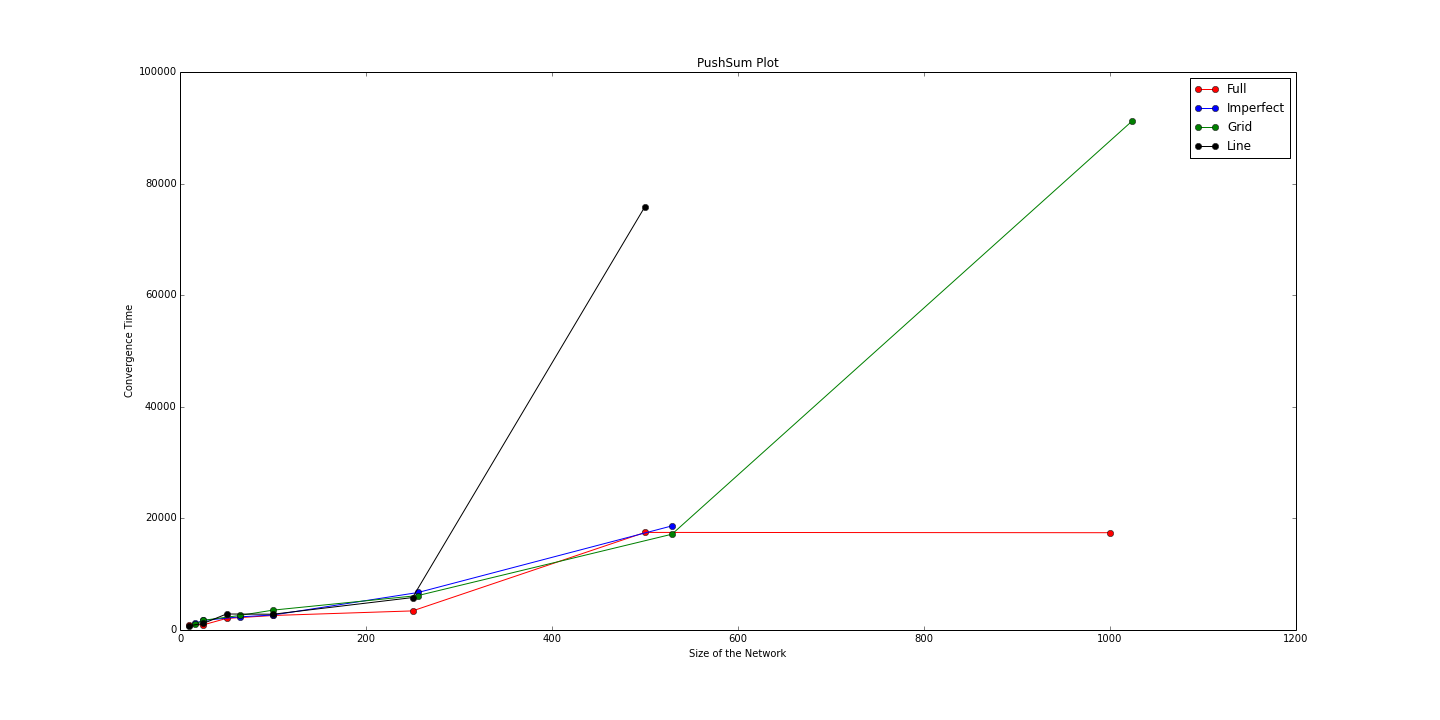 PushSum Plot
100000
80000
60000
40000
20000
0
Convergence Time
Full
Imperfect
Grid
Line
0 200 400 600 800 1000 1200
Size of the Network